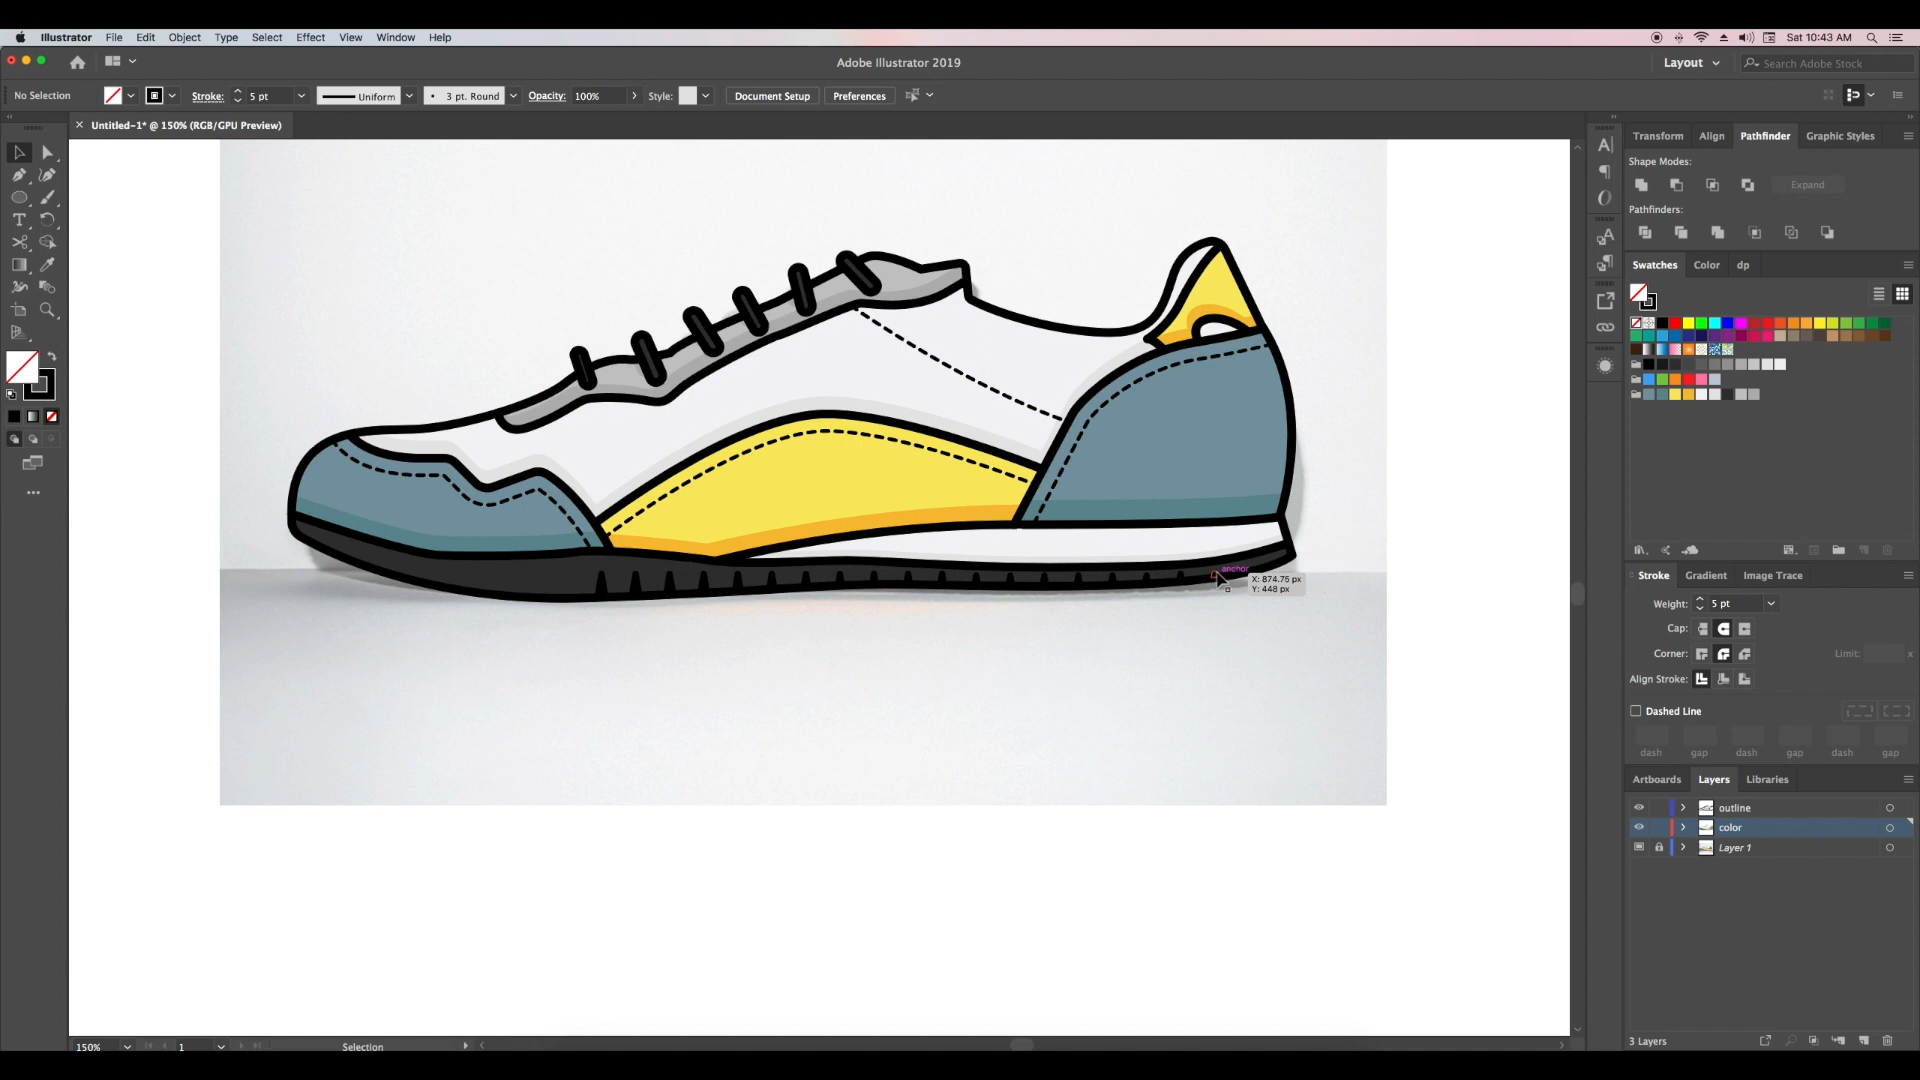 Illustrator File Edit Object Type Select Effect View Window Help Sat 10:43 AM
Adobe Illustrator 2019 Layout Search Adobe Stock
No Selection Stroke: 5 pt Uniform 3 pt. Round Opacity: 100% Style: Document Setup Preferences
× Untitled-1* @ 150% (RGB/GPU Preview)
Transform Align Pathfinder Graphic Styles
Shape Modes:
Expand
Pathfinders:
Swatches Color dp
anchor
X: 874.75 px
Y: 448 px
Stroke Gradient Image Trace
Weight: 5 pt
Cap:
Corner: Limit: x
Align Stroke:
Dashed Line
dash gap dash gap dash gap
Artboards Layers Libraries
outline
color
Layer 1
3 Layers
150% 1 Selection